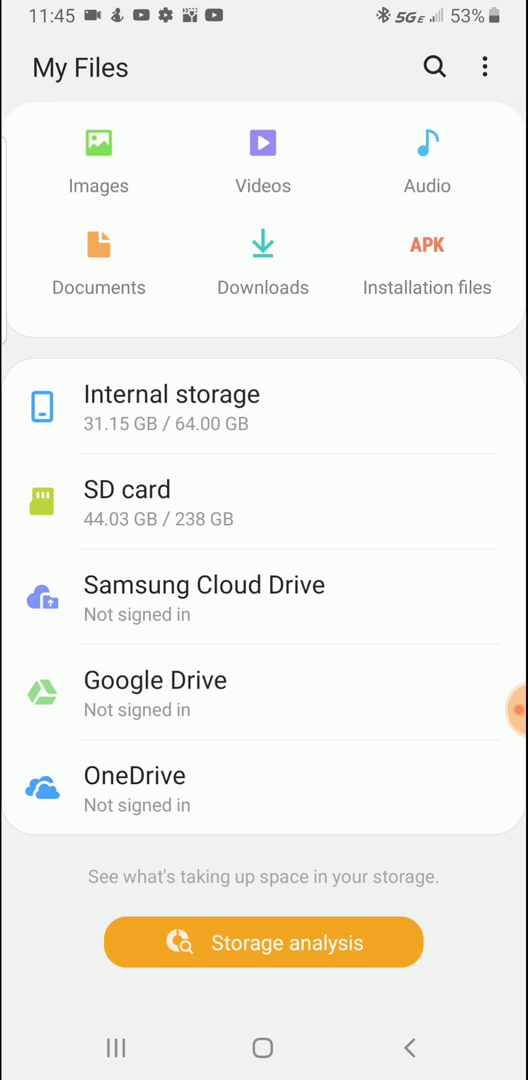 11:45 5GE 53%
My Files
Images Videos Audio
APK
Documents Downloads Installation files
Internal storage
31.15 GB / 64.00 GB
SD card
44.03 GB / 238 GB
Samsung Cloud Drive
Not signed in
Google Drive
Not signed in
OneDrive
Not signed in
See what's taking up space in your storage.
Storage analysis